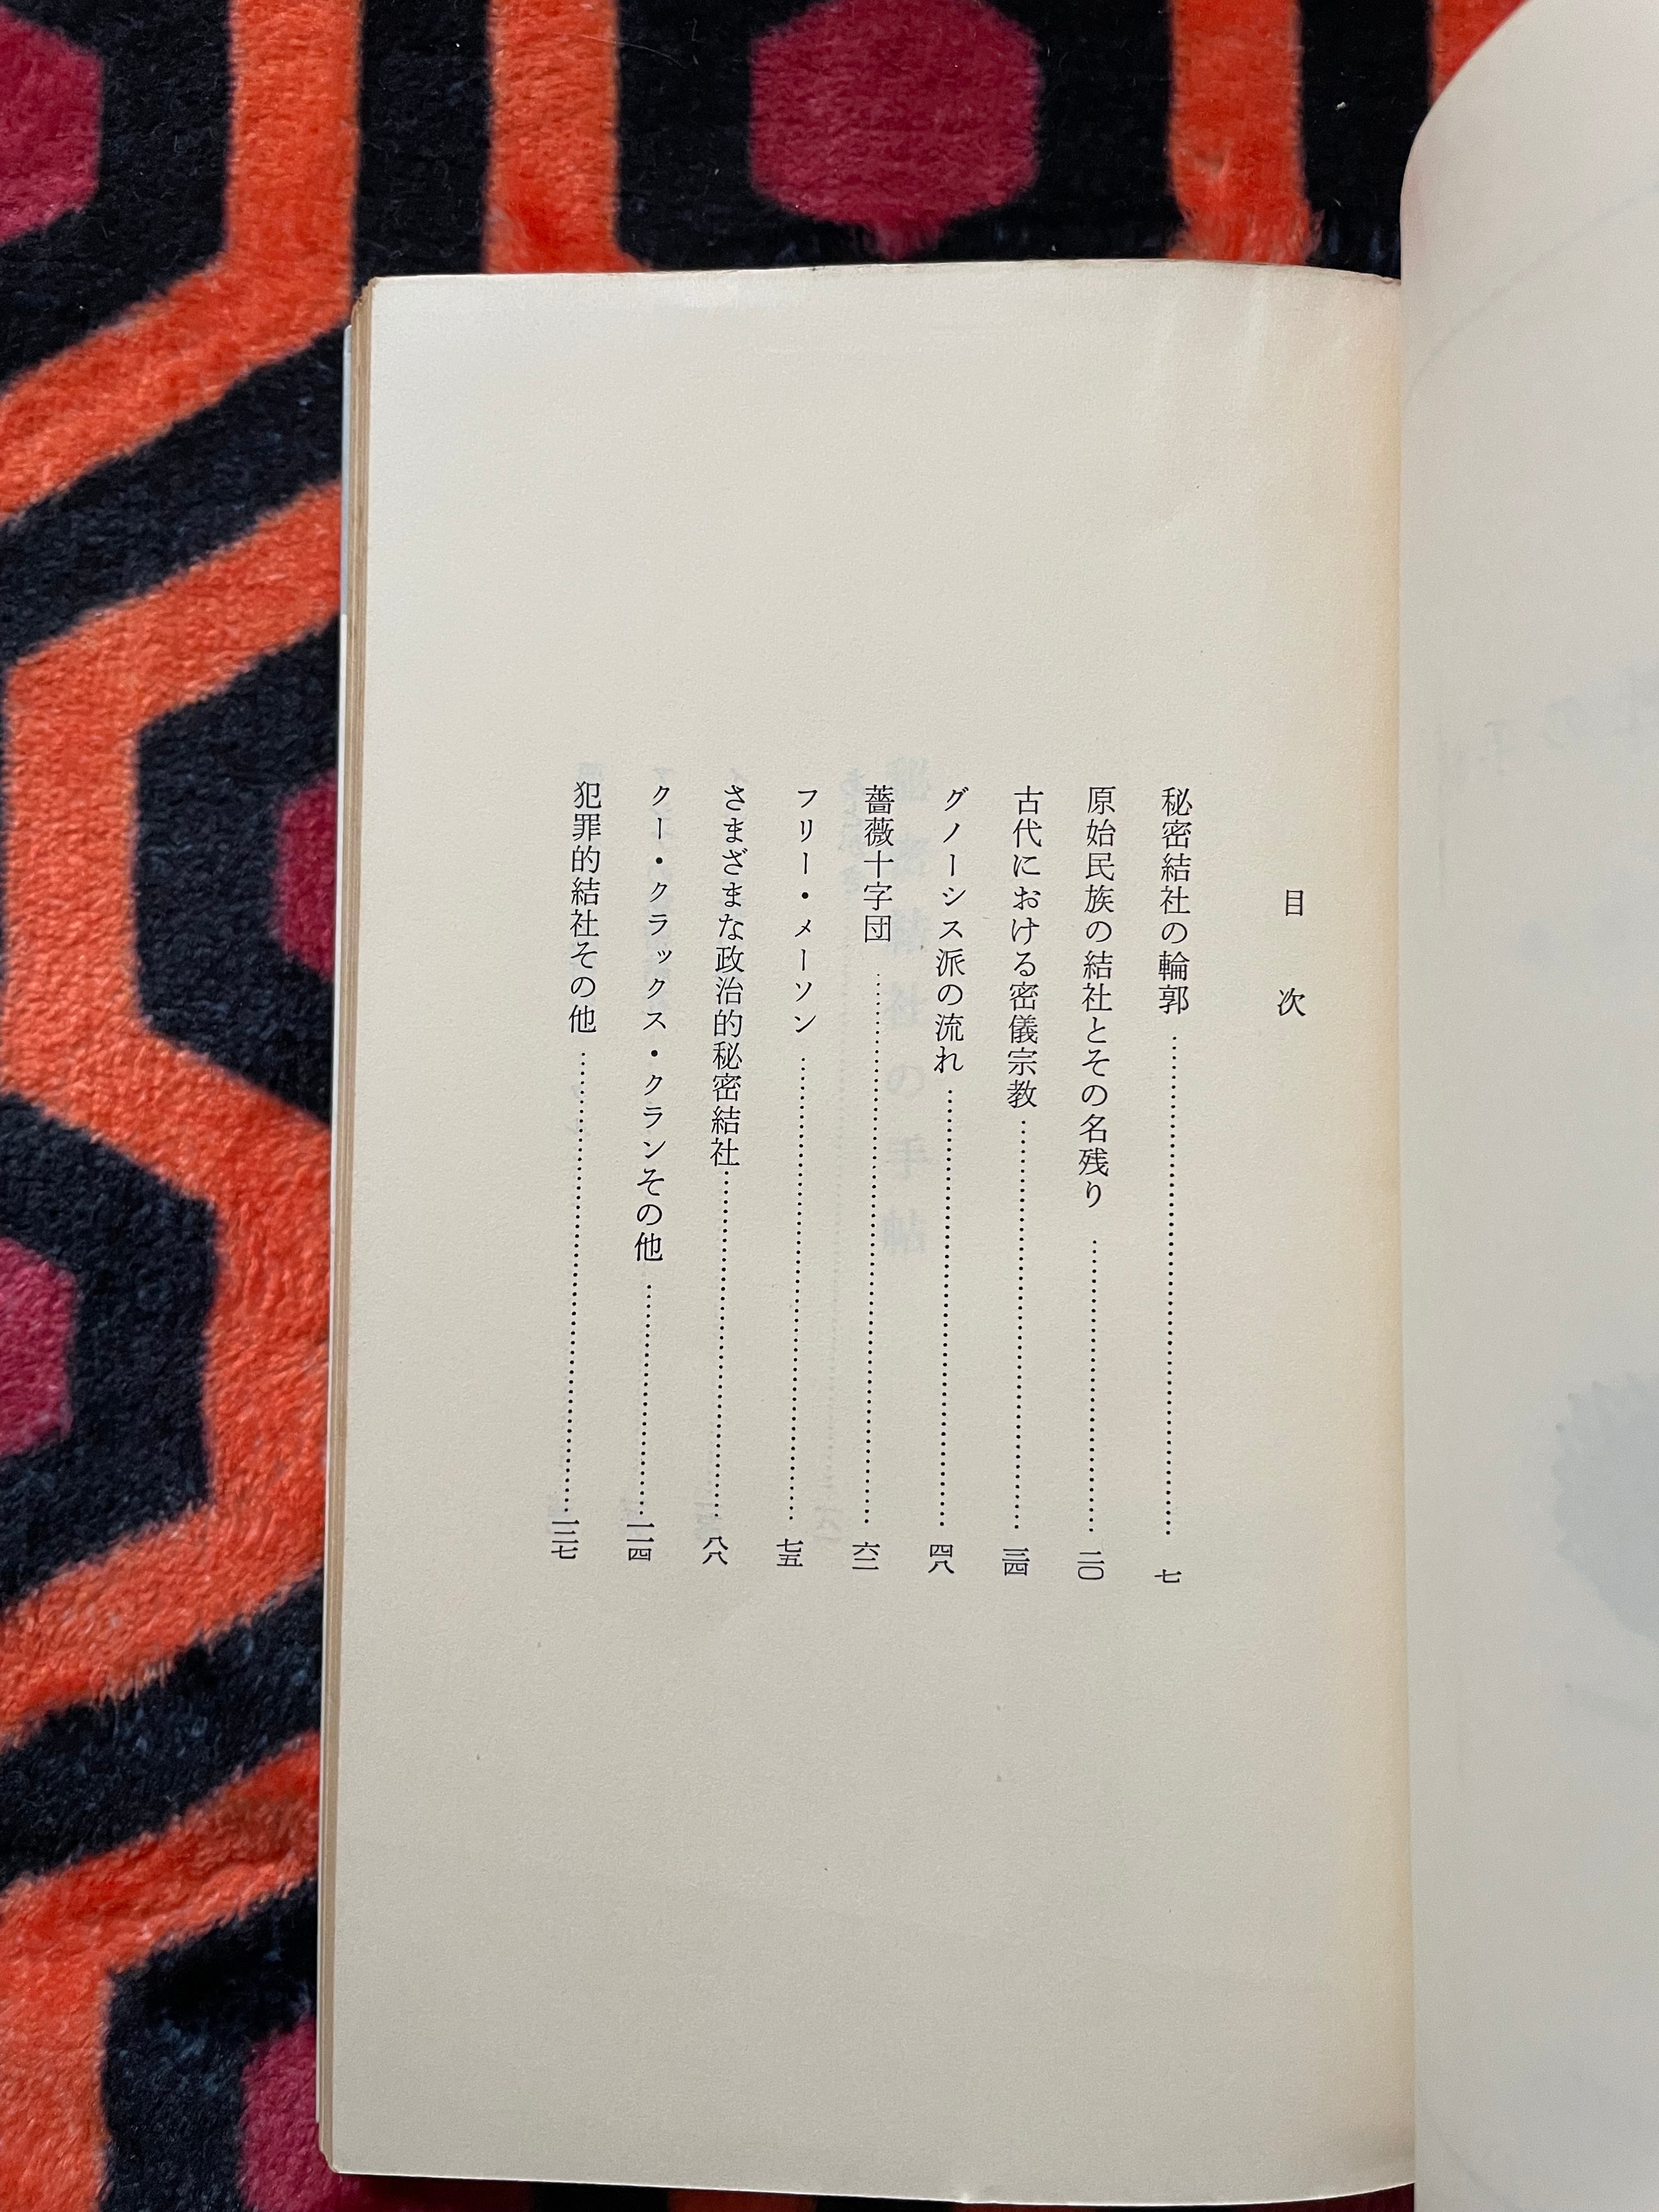 目次
秘密結社の輪郭……………………七
原始民族の結社とその名残り……………………二〇
古代における密儀宗教……………………三四
グノーシス派の流れ……………………四八
薔薇十字団……………………六二
フリー・メーソン……………………七五
さまざまな政治的秘密結社……………………八八
クー・クラックス・クランその他……………………一一四
犯罪的結社その他……………………一二七